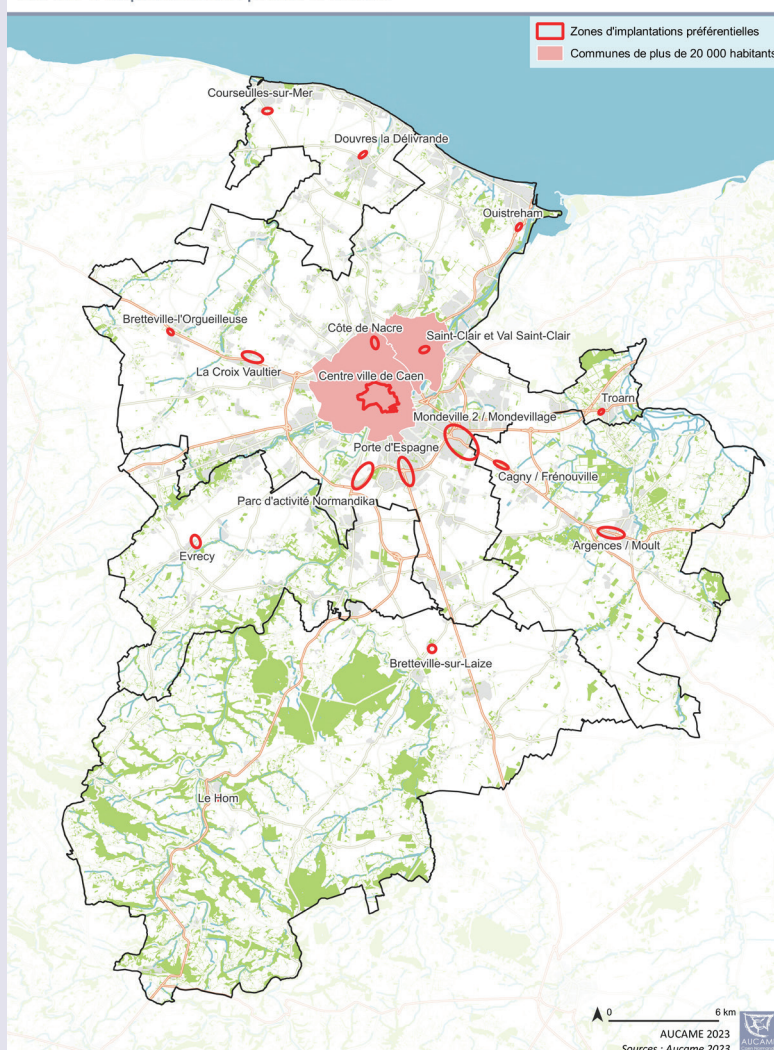 Zones d'implantations préférentielles
Communes de plus de 20 000 habitants
Courseulles-sur-Mer
Douvres la Délivrande
Ouistreham
Bretteville-l'Orgueilleuse
Côte de Nacre
Saint-Clair et Val Saint-Clair
La Croix Vaultier
Centre ville de Caen
Troarn
Mondeville 2 / Mondevillage
Porte d'Espagne
Cagny / Frénouville
Parc d'activité Normandika
Argences / Moult
Evrecy
Bretteville-sur-Laize
Le Hom
0 6 km
AUCAME 2023
Sources : Aucame 2023
AUCAME